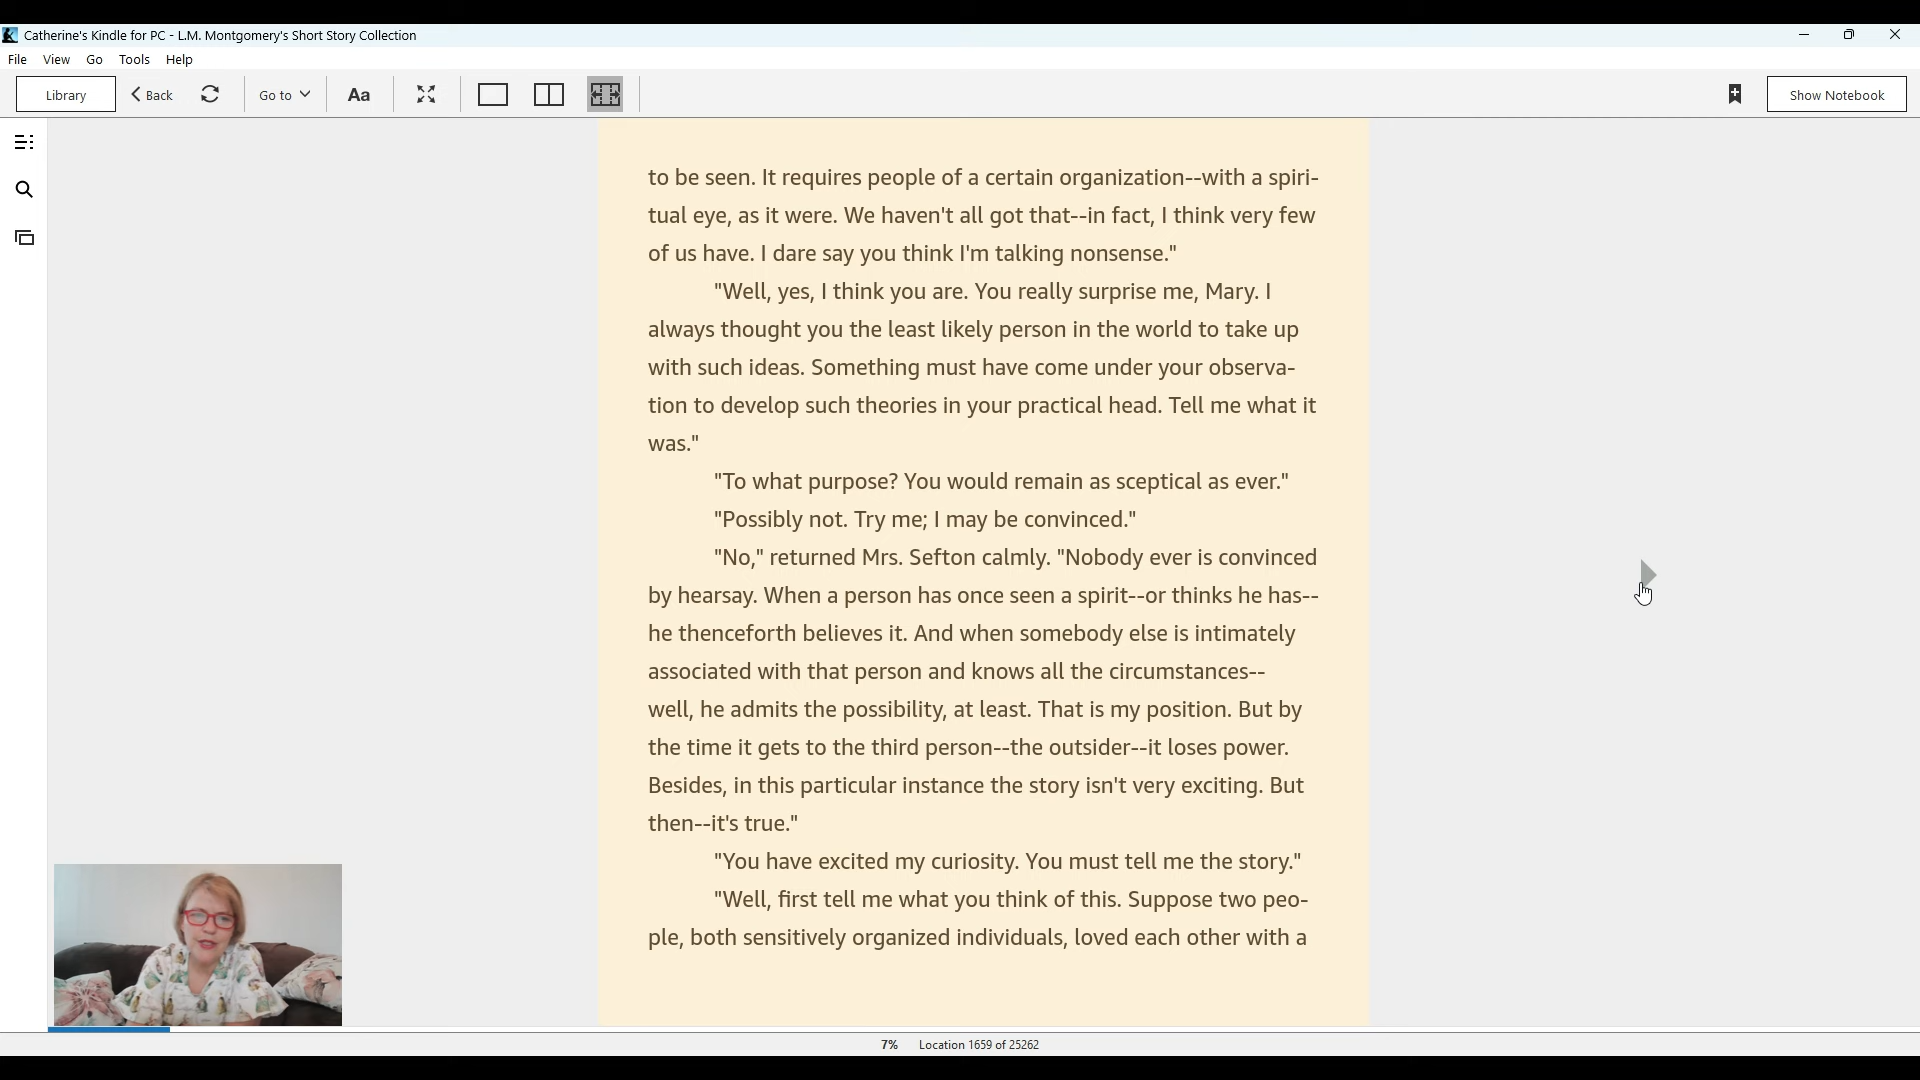 Catherine's Kindle for PC - L.M. Montgomery's Short Story Collection
File View Go Tools Help
Library Back Go to Aa Show Notebook
to be seen. It requires people of a certain organization--with a spiri-
tual eye, as it were. We haven't all got that--in fact, I think very few
of us have. I dare say you think I'm talking nonsense."
"Well, yes, I think you are. You really surprise me, Mary. I
always thought you the least likely person in the world to take up
with such ideas. Something must have come under your observa-
tion to develop such theories in your practical head. Tell me what it
was."
"To what purpose? You would remain as sceptical as ever."
"Possibly not. Try me; I may be convinced."
"No," returned Mrs. Sefton calmly. "Nobody ever is convinced
by hearsay. When a person has once seen a spirit--or thinks he has--
he thenceforth believes it. And when somebody else is intimately
associated with that person and knows all the circumstances--
well, he admits the possibility, at least. That is my position. But by
the time it gets to the third person--the outsider--it loses power.
Besides, in this particular instance the story isn't very exciting. But
then--it's true."
"You have excited my curiosity. You must tell me the story."
"Well, first tell me what you think of this. Suppose two peo-
ple, both sensitively organized individuals, loved each other with a
7% Location 1659 of 25262